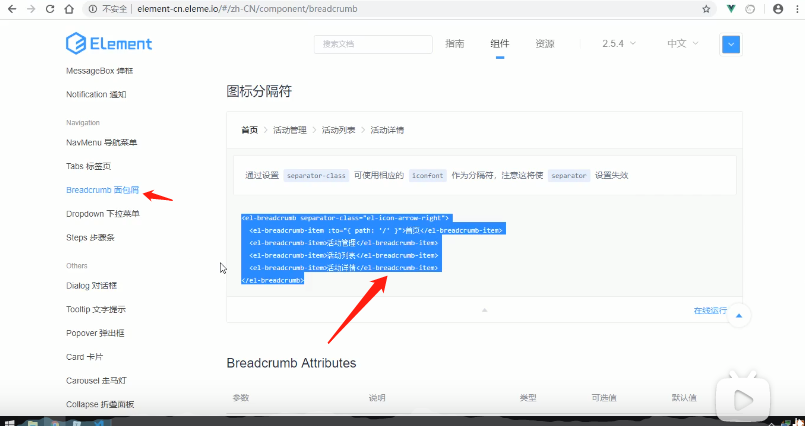 不安全 | element-cn.eleme.io/#/zh-CN/component/breadcrumb
Element
搜索文档
指南
组件
资源
2.5.4
中文
MessageBox 弹框
Notification 通知
Navigation
NavMenu 导航菜单
Tabs 标签页
Breadcrumb 面包屑
Dropdown 下拉菜单
Steps 步骤条
Others
Dialog 对话框
Tooltip 文字提示
Popover 弹出框
Card 卡片
Carousel 走马灯
Collapse 折叠面板
图标分隔符
首页 > 活动管理 > 活动列表 > 活动详情
通过设置 separator-class 可使用相应的 iconfont 作为分隔符，注意这将使 separator 设置失效
<el-breadcrumb separator-class="el-icon-arrow-right">
<el-breadcrumb-item :to="{ path: '/' }">首页</el-breadcrumb-item>
<el-breadcrumb-item>活动管理</el-breadcrumb-item>
<el-breadcrumb-item>活动列表</el-breadcrumb-item>
<el-breadcrumb-item>活动详情</el-breadcrumb-item>
</el-breadcrumb>
在线运行
Breadcrumb Attributes
参数
说明
类型
可选值
默认值